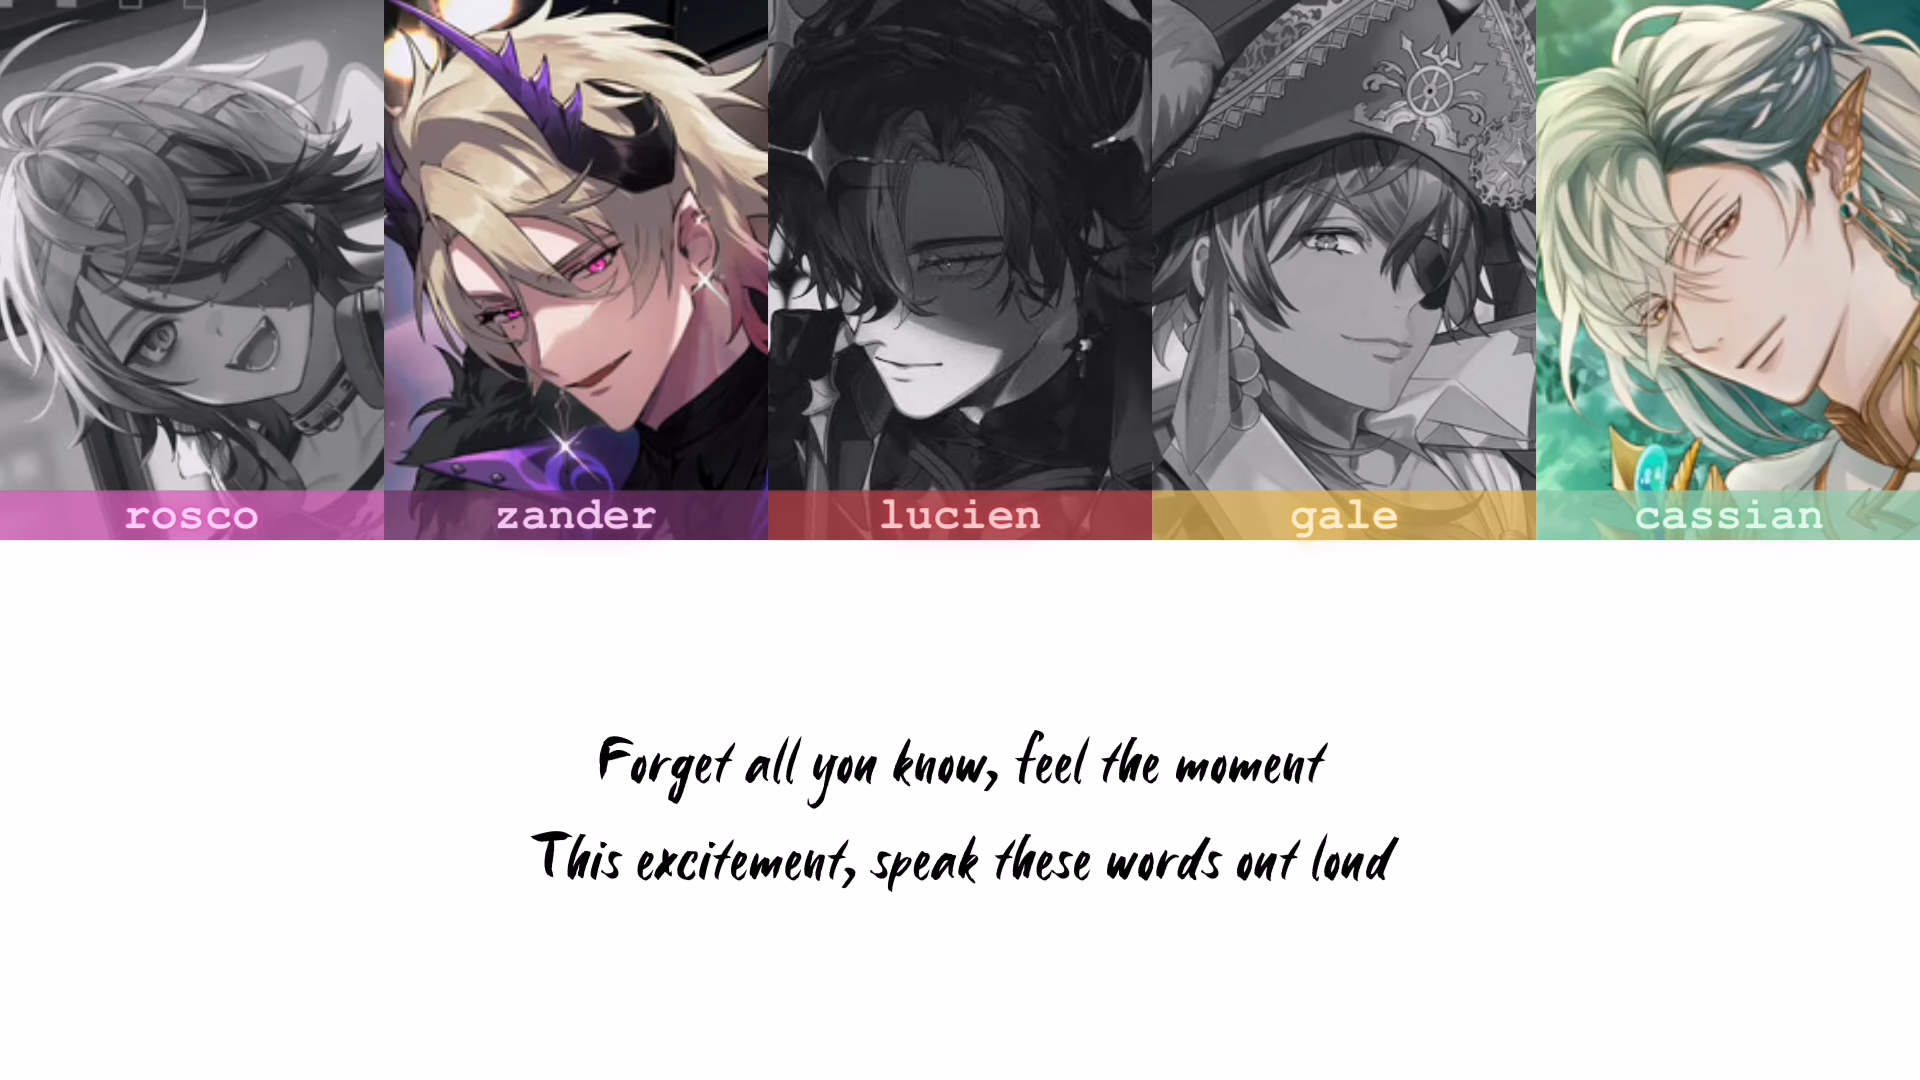 rosco
zander
lucien
gale
cassian
Forget all you know, feel the moment
This excitement, speak these words out loud